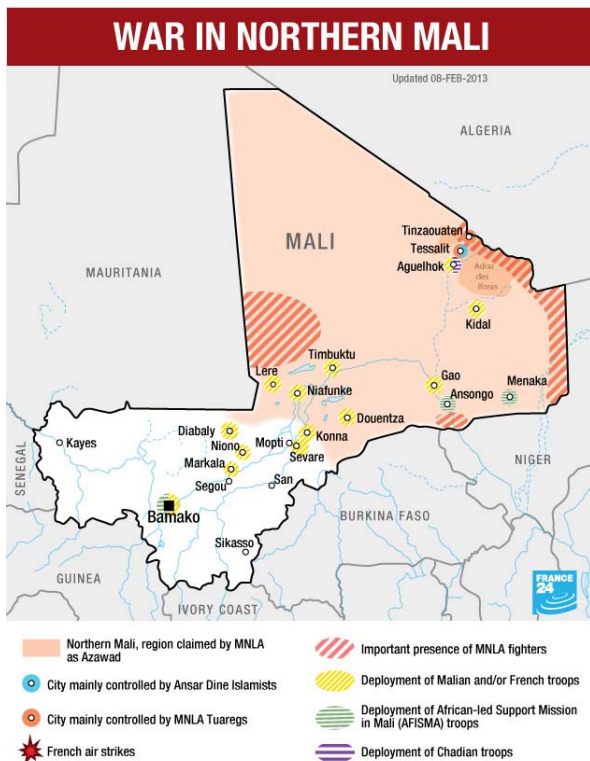 WAR IN NORTHERN MALI
Updated 08-FEB-2013
ALGERIA
MALI
MAURITANIA
Tinzaouaten
Tessalit
Aguelhok
Adrar
des
Iforas
Kidal
Timbuktu
Lere
Niafunke
Gao
Ansongo
Menaka
Douentza
Diabaly
Konna
Mopti
Kayes
Niono
Sevare
Markala
Segou
San
SENEGAL
NIGER
Bamako
BURKINA FASO
Sikasso
GUINEA
IVORY COAST
FRANCE
24
Northern Mali, region claimed by MNLA
as Azawad
City mainly controlled by Ansar Dine Islamists
City mainly controlled by MNLA Tuaregs
French air strikes
Important presence of MNLA fighters
Deployment of Malian and/or French troops
Deployment of African-led Support Mission
in Mali (AFISMA) troops
Deployment of Chadian troops